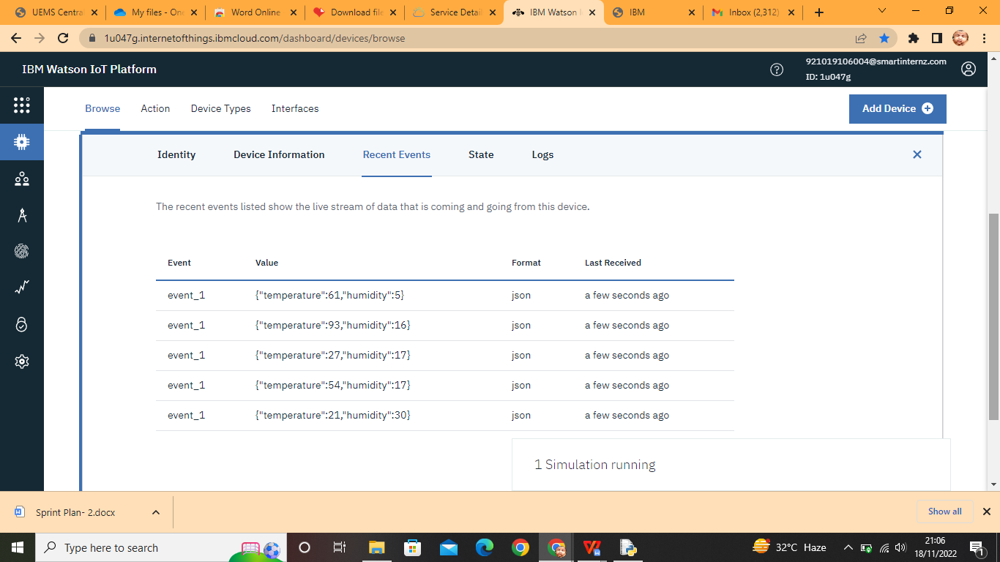 UEMS Centra
My files - On
Word Online
Download file
Service Detail
IBM Watson I
IBM
Inbox (2,312)
1u047g.internetofthings.ibmcloud.com/dashboard/devices/browse
IBM Watson IoT Platform
921019106004@smartinternz.com
ID: 1u047g
Browse Action Device Types Interfaces
Add Device
Identity Device Information Recent Events State Logs
The recent events listed show the live stream of data that is coming and going from this device.
Event Value Format Last Received
event_1 {"temperature":61,"humidity":5} json a few seconds ago
event_1 {"temperature":93,"humidity":16} json a few seconds ago
event_1 {"temperature":27,"humidity":17} json a few seconds ago
event_1 {"temperature":54,"humidity":17} json a few seconds ago
event_1 {"temperature":21,"humidity":30} json a few seconds ago
1 Simulation running
Sprint Plan- 2.docx
Show all
Type here to search
32°C Haze
21:06
18/11/2022
1